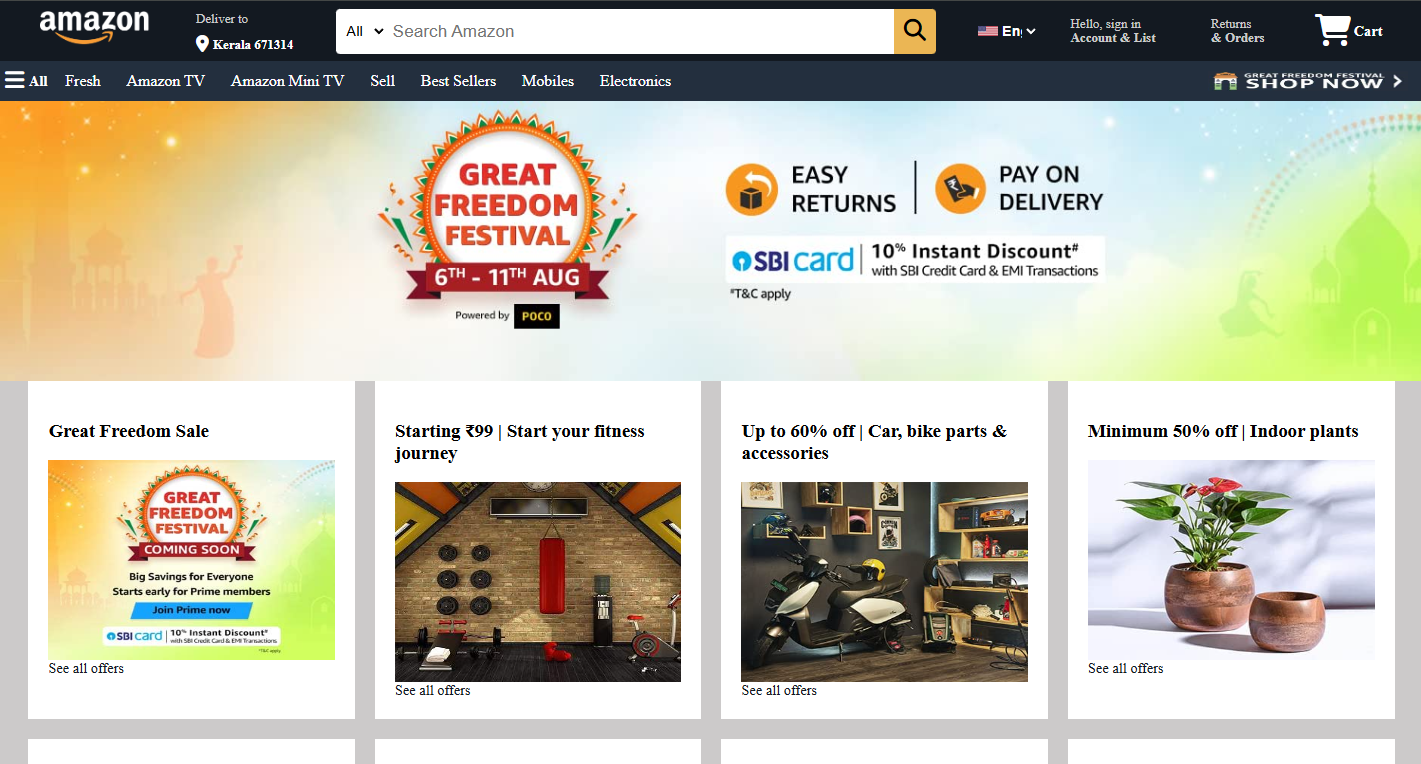 amazon
Deliver to
Kerala 671314
All
Search Amazon
En
Hello, sign in
Account & List
Returns
& Orders
Cart
All
Fresh
Amazon TV
Amazon Mini TV
Sell
Best Sellers
Mobiles
Electronics
GREAT FREEDOM FESTIVAL
SHOP NOW
GREAT
FREEDOM
FESTIVAL
6TH - 11TH AUG
Powered by POCO
EASY
RETURNS
PAY ON
DELIVERY
SBI card
10% Instant Discount#
with SBI Credit Card & EMI Transactions
#T&C apply
Great Freedom Sale
GREAT
FREEDOM
FESTIVAL
COMING SOON
Big Savings for Everyone
Starts early for Prime members
Join Prime now
SBI card
10% Instant Discount#
with SBI Credit Card & EMI Transactions
*T&C apply
See all offers
Starting ₹99 | Start your fitness
journey
See all offers
Up to 60% off | Car, bike parts &
accessories
See all offers
Minimum 50% off | Indoor plants
See all offers